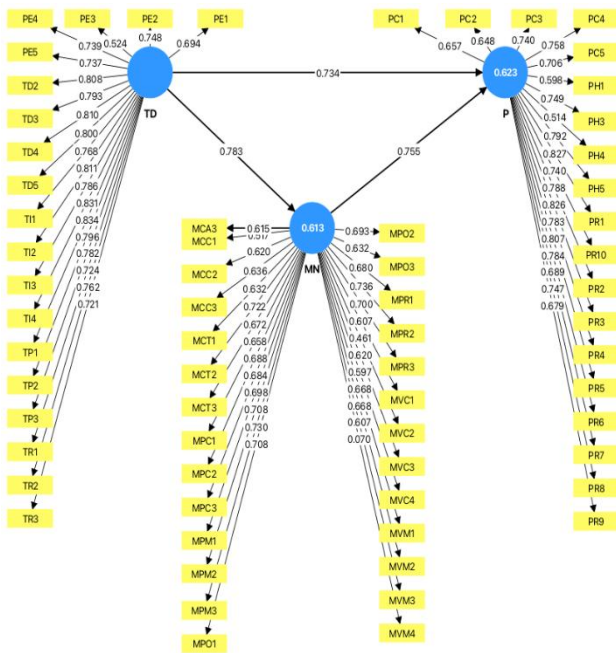 PE4 PE3 PE2 PE1 PC1 PC2 PC3 PC4
0.739 0.524 0.748 0.694 0.657 0.648 0.740 0.758
PE5 0.737 0.706 PC5
TD2 0.808 0.734 0.623 0.598 PH1
TD3 0.793 TD P 0.749 PH3
TD4 0.810 0.514 PH4
TD5 0.800 0.792 PH5
TI1 0.768 0.783 0.755 0.827 PR1
TI2 0.811 0.740 PR10
TI3 0.786 0.788 PR2
TI4 0.831 0.826 PR3
TP1 0.834 0.783 PR4
TP2 0.796 0.807 PR5
TP3 0.782 0.784 PR6
TR1 0.724 0.689 PR7
TR2 0.762 0.747 PR8
TR3 0.721 0.679 PR9
MCA3 0.615 0.613 0.693 MPO2
MCC1 MN
MCC2 0.620 0.632 MPO3
MCC3 0.636 0.680 MPR1
MCT1 0.632 0.736 MPR2
MCT2 0.722 0.700 MPR3
MCT3 0.672 0.607 MVC1
MPC1 0.658 0.461 MVC2
MPC2 0.688 0.620 MVC3
MPC3 0.684 0.597 MVC4
MPM1 0.698 0.668 MVM1
MPM2 0.708 0.668 MVM2
MPM3 0.730 0.607 MVM3
MPO1 0.708 0.070 MVM4